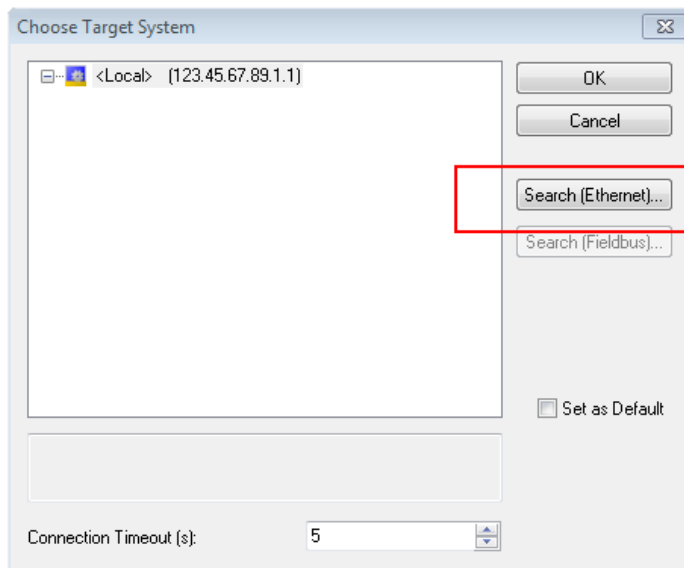 Choose Target System
<Local> (123.45.67.89.1.1)
OK
Cancel
Search (Ethernet)...
Search (Fieldbus)...
Set as Default
Connection Timeout (s): 5